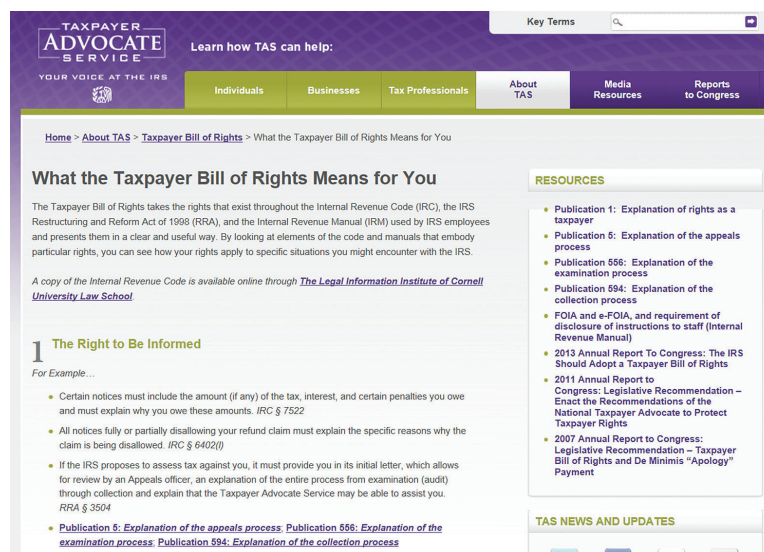 TAXPAYER
ADVOCATE
SERVICE
YOUR VOICE AT THE IRS
Learn how TAS can help:
Key Terms
Individuals
Businesses
Tax Professionals
About
TAS
Media
Resources
Reports
to Congress
Home > About TAS > Taxpayer Bill of Rights > What the Taxpayer Bill of Rights Means for You
What the Taxpayer Bill of Rights Means for You
The Taxpayer Bill of Rights takes the rights that exist throughout the Internal Revenue Code (IRC), the IRS
Restructuring and Reform Act of 1998 (RRA), and the Internal Revenue Manual (IRM) used by IRS employees
and presents them in a clear and useful way. By looking at elements of the code and manuals that embody
particular rights, you can see how your rights apply to specific situations you might encounter with the IRS.
A copy of the Internal Revenue Code is available online through The Legal Information Institute of Cornell
University Law School.
1 The Right to Be Informed
For Example…
• Certain notices must include the amount (if any) of the tax, interest, and certain penalties you owe
and must explain why you owe these amounts. IRC § 7522
• All notices fully or partially disallowing your refund claim must explain the specific reasons why the
claim is being disallowed. IRC § 6402(l)
• If the IRS proposes to assess tax against you, it must provide you in its initial letter, which allows
for review by an Appeals officer, an explanation of the entire process from examination (audit)
through collection and explain that the Taxpayer Advocate Service may be able to assist you.
RRA § 3504
• Publication 5: Explanation of the appeals process; Publication 556: Explanation of the
examination process; Publication 594: Explanation of the collection process
RESOURCES
• Publication 1: Explanation of rights as a
taxpayer
• Publication 5: Explanation of the appeals
process
• Publication 556: Explanation of the
examination process
• Publication 594: Explanation of the
collection process
• FOIA and e-FOIA, and requirement of
disclosure of instructions to staff (Internal
Revenue Manual)
• 2013 Annual Report To Congress: The IRS
Should Adopt a Taxpayer Bill of Rights
• 2011 Annual Report to
Congress: Legislative Recommendation –
Enact the Recommendations of the
National Taxpayer Advocate to Protect
Taxpayer Rights
• 2007 Annual Report to Congress:
Legislative Recommendation – Taxpayer
Bill of Rights and De Minimis “Apology”
Payment
TAS NEWS AND UPDATES